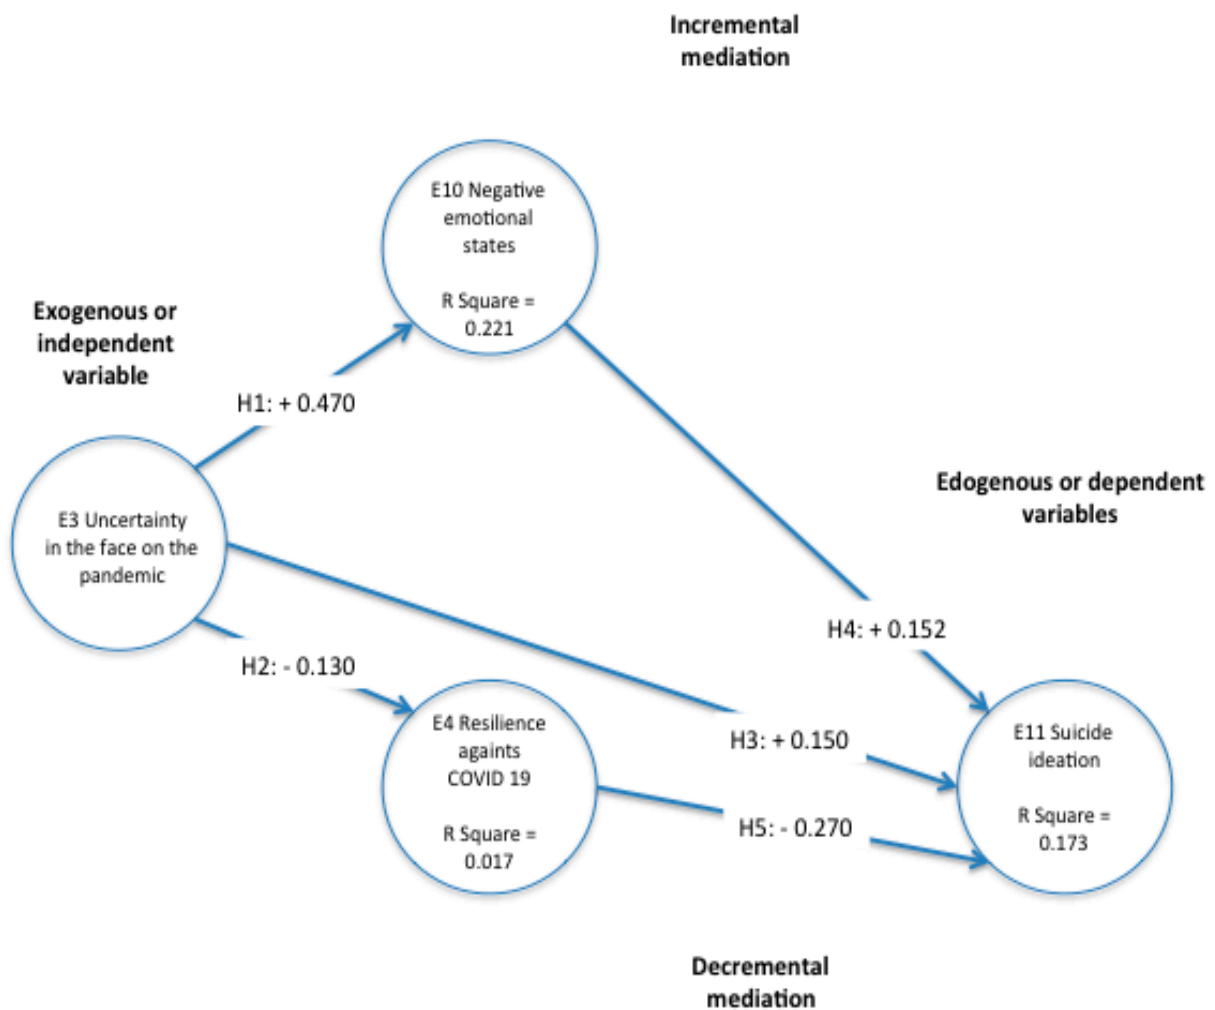 Incremental
mediation
E10 Negative
emotional
states
R Square =
0.221
Exogenous or
independent
variable
H1: + 0.470
E3 Uncertainty
in the face on the
pandemic
Edogenous or dependent
variables
H4: + 0.152
H2: - 0.130
E4 Resilience
againts
COVID 19
R Square =
0.017
H3: + 0.150
H5: - 0.270
E11 Suicide
ideation
R Square =
0.173
Decremental
mediation